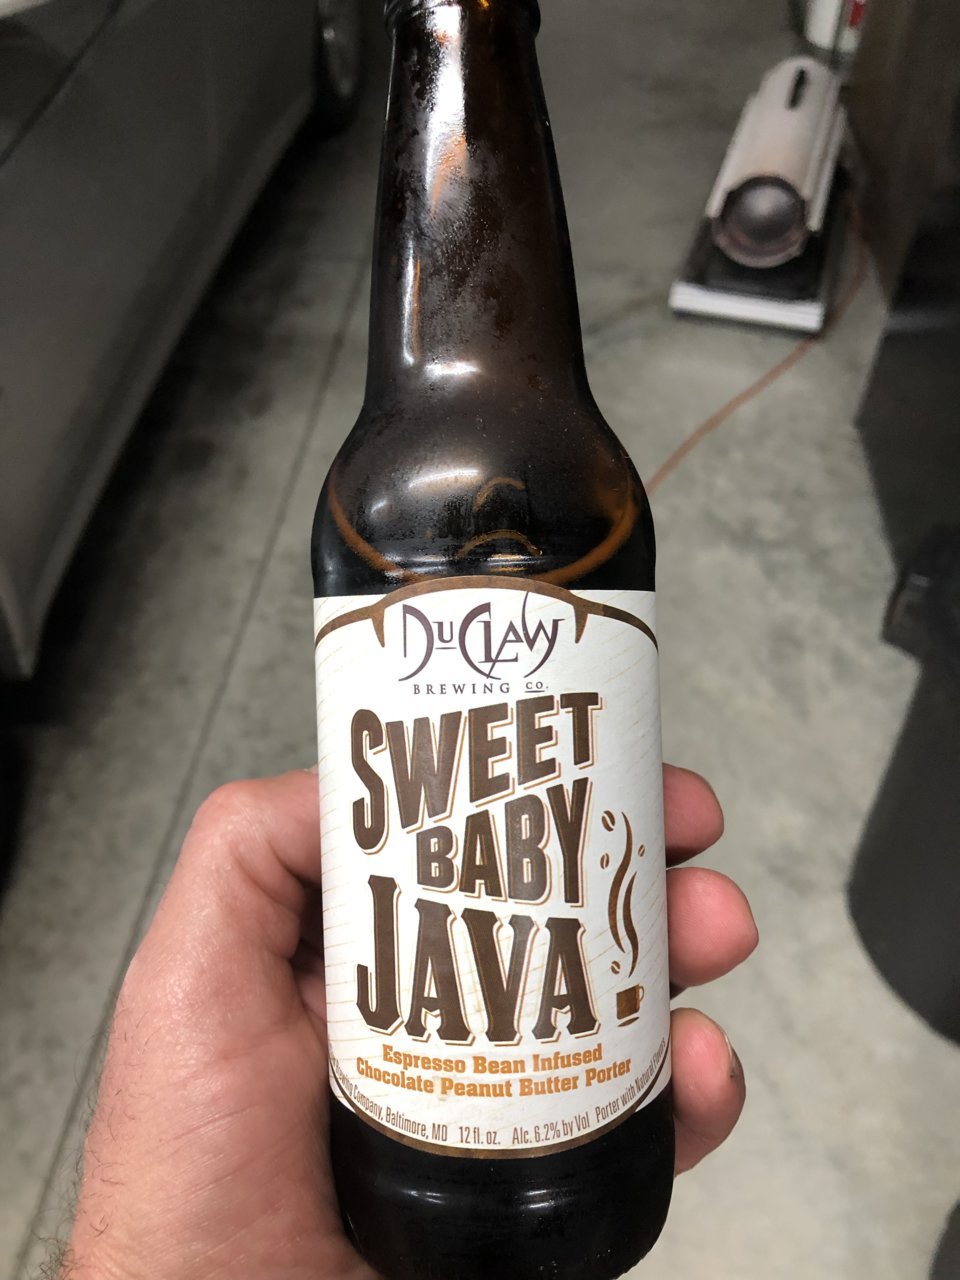 DuClaw
BREWING CO.
SWEET
BABY
JAVA
Espresso Bean Infused
Chocolate Peanut Butter Porter
Brewing Company, Baltimore, MD 12 fl. oz. Alc. 6.2% by Vol Porter with Natural Flavors